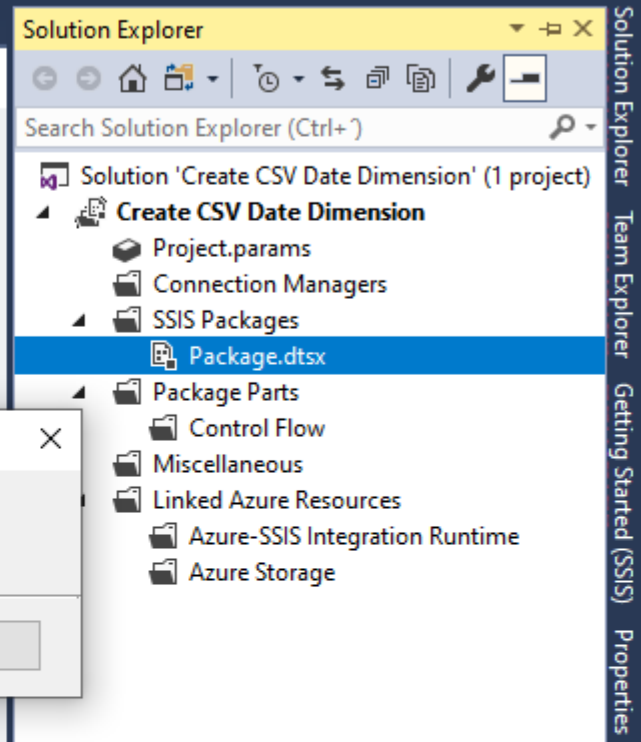 Solution Explorer
Search Solution Explorer (Ctrl+´)
Solution 'Create CSV Date Dimension' (1 project)
Create CSV Date Dimension
Project.params
Connection Managers
SSIS Packages
Package.dtsx
Package Parts
Control Flow
Miscellaneous
Linked Azure Resources
Azure-SSIS Integration Runtime
Azure Storage
Solution Explorer
Team Explorer
Getting Started (SSIS)
Properties